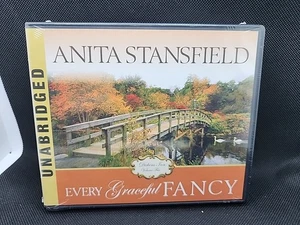 UNABRIDGED
ANITA STANSFIELD
EVERY Graceful FANCY